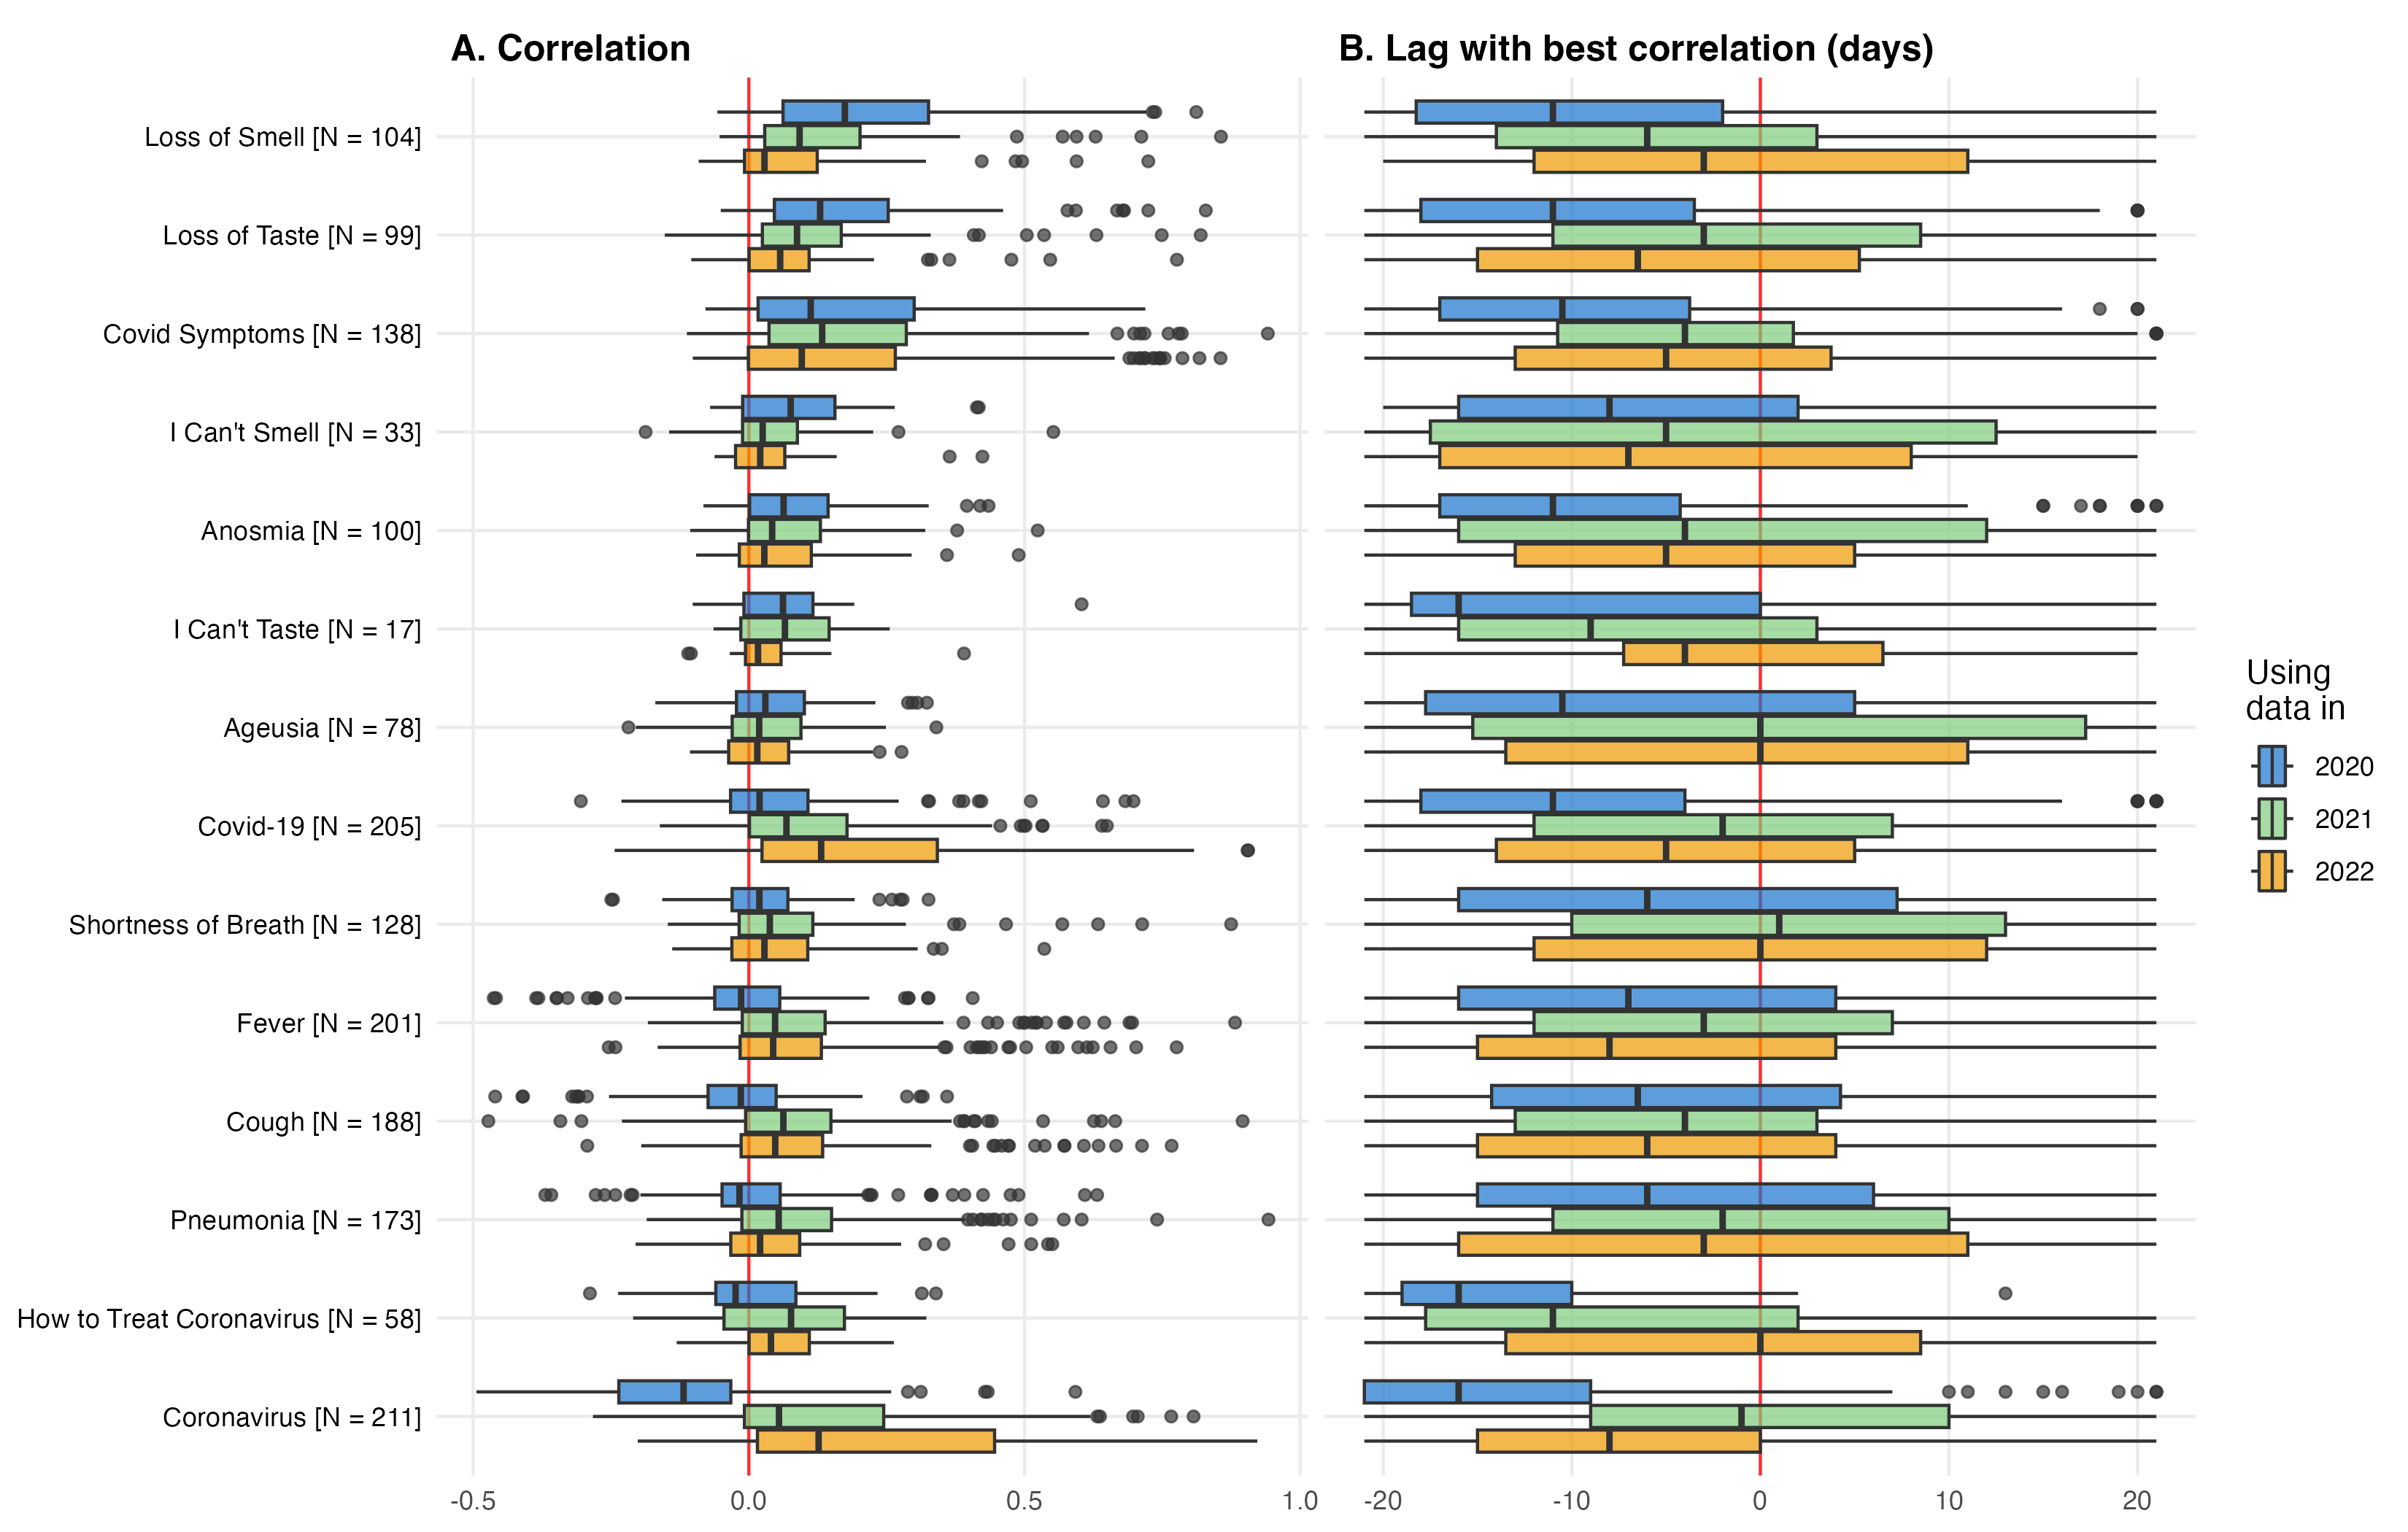 A. Correlation
B. Lag with best correlation (days)
Loss of Smell [N = 104]
Loss of Taste [N = 99]
Covid Symptoms [N = 138]
I Can't Smell [N = 33]
Anosmia [N = 100]
I Can't Taste [N = 17]
Ageusia [N = 78]
Covid-19 [N = 205]
Shortness of Breath [N = 128]
Fever [N = 201]
Cough [N = 188]
Pneumonia [N = 173]
How to Treat Coronavirus [N = 58]
Coronavirus [N = 211]
-0.5 0.0 0.5 1.0
-20 -10 0 10 20
Using
data in
2020
2021
2022